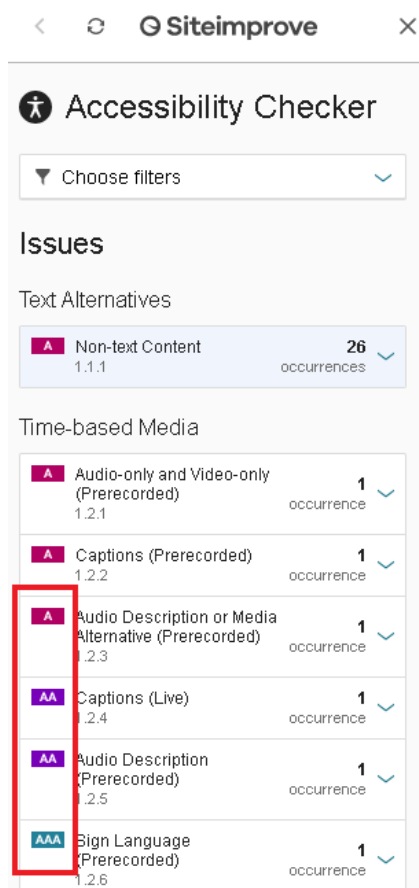 Siteimprove
Accessibility Checker
Choose filters
Issues
Text Alternatives
A Non-text Content 26
1.1.1 occurrences
Time-based Media
A Audio-only and Video-only
(Prerecorded) 1
1.2.1 occurrence
A Captions (Prerecorded) 1
1.2.2 occurrence
A Audio Description or Media
Alternative (Prerecorded) 1
1.2.3 occurrence
AA Captions (Live) 1
1.2.4 occurrence
AA Audio Description
(Prerecorded) 1
1.2.5 occurrence
AAA Sign Language
(Prerecorded) 1
1.2.6 occurrence